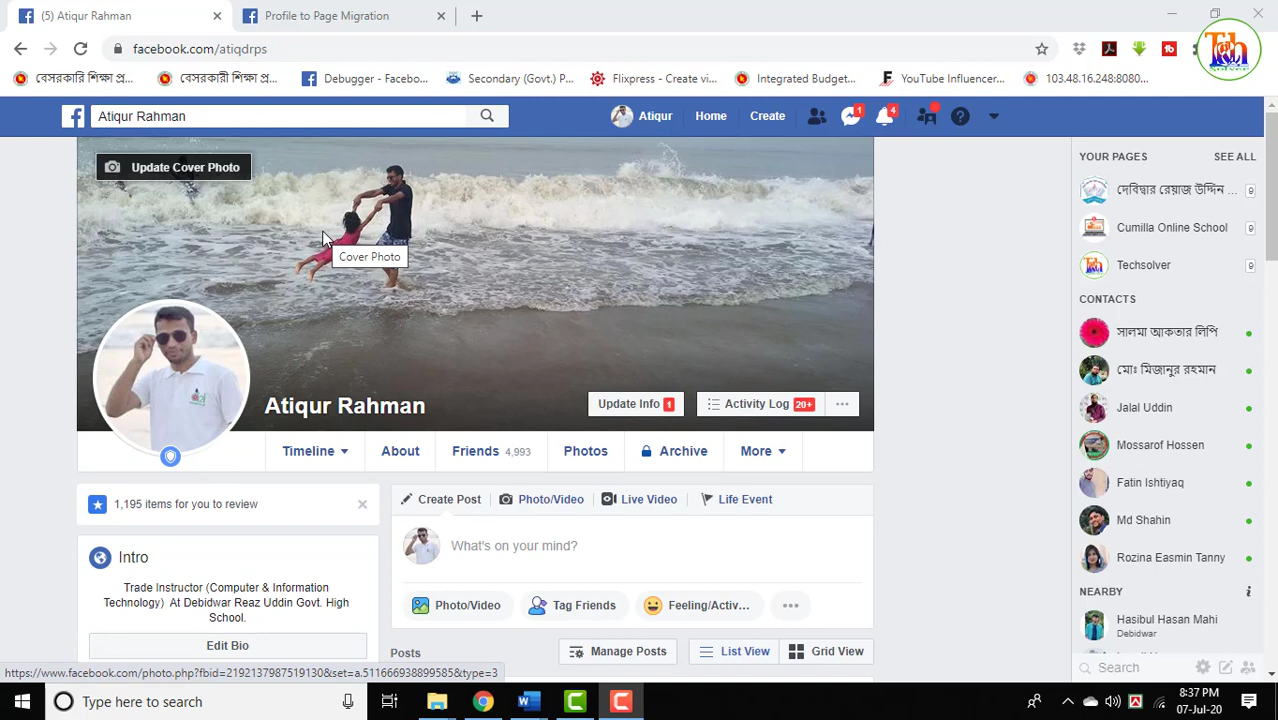 (5) Atiqur Rahman
Profile to Page Migration
facebook.com/atiqdrps
বেসরকারি শিক্ষা প্র...
বেসরকারী শিক্ষা প্র...
Debugger - Facebo...
Secondary (Govt.) P...
Flixpress - Create vi...
Integrated Budget...
YouTube Influencer...
103.48.16.248:8080...
Tech
Solver
Atiqur Rahman
Atiqur
Home
Create
1
4
Update Cover Photo
Cover Photo
Atiqur Rahman
Update Info 1
Activity Log 20+
Timeline
About
Friends 4,993
Photos
Archive
More
1,195 items for you to review
Create Post
Photo/Video
Live Video
Life Event
What's on your mind?
Photo/Video
Tag Friends
Feeling/Activ...
Intro
Trade Instructor (Computer & Information
Technology) At Debidwar Reaz Uddin Govt. High
School.
Edit Bio
Posts
Manage Posts
List View
Grid View
YOUR PAGES
SEE ALL
দেবিদ্বার রেয়াজ উদ্দিন ...
9
Cumilla Online School
9
Techsolver
9
CONTACTS
সালমা আকতার লিপি
মোঃ মিজানুর রহমান
Jalal Uddin
Mossarof Hossen
Fatin Ishtiyaq
Md Shahin
Rozina Easmin Tanny
NEARBY
Hasibul Hasan Mahi
Debidwar
Search
https://www.facebook.com/photo.php?fbid=2192137987519130&set=a.511666938899585&type=3
Type here to search
8:37 PM
07-Jul-20